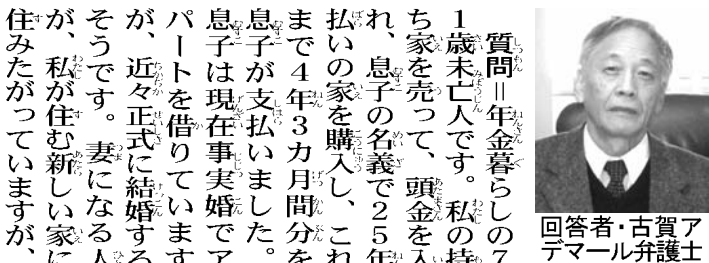 質問＝年金暮らしの7
1歳未亡人です。私の持
ち家を売って、頭金を入
れ、息子の名義で25年
払いの家を購入し、これ
まで4年3カ月間分を
息子が支払いました。
息子は現在事実婚でア
パートを借りています
が、近々正式に結婚する
そうです。妻になる人
が、私が住む新しい家に
住みたがっていますが、
回答者・古賀ア
デマール弁護士